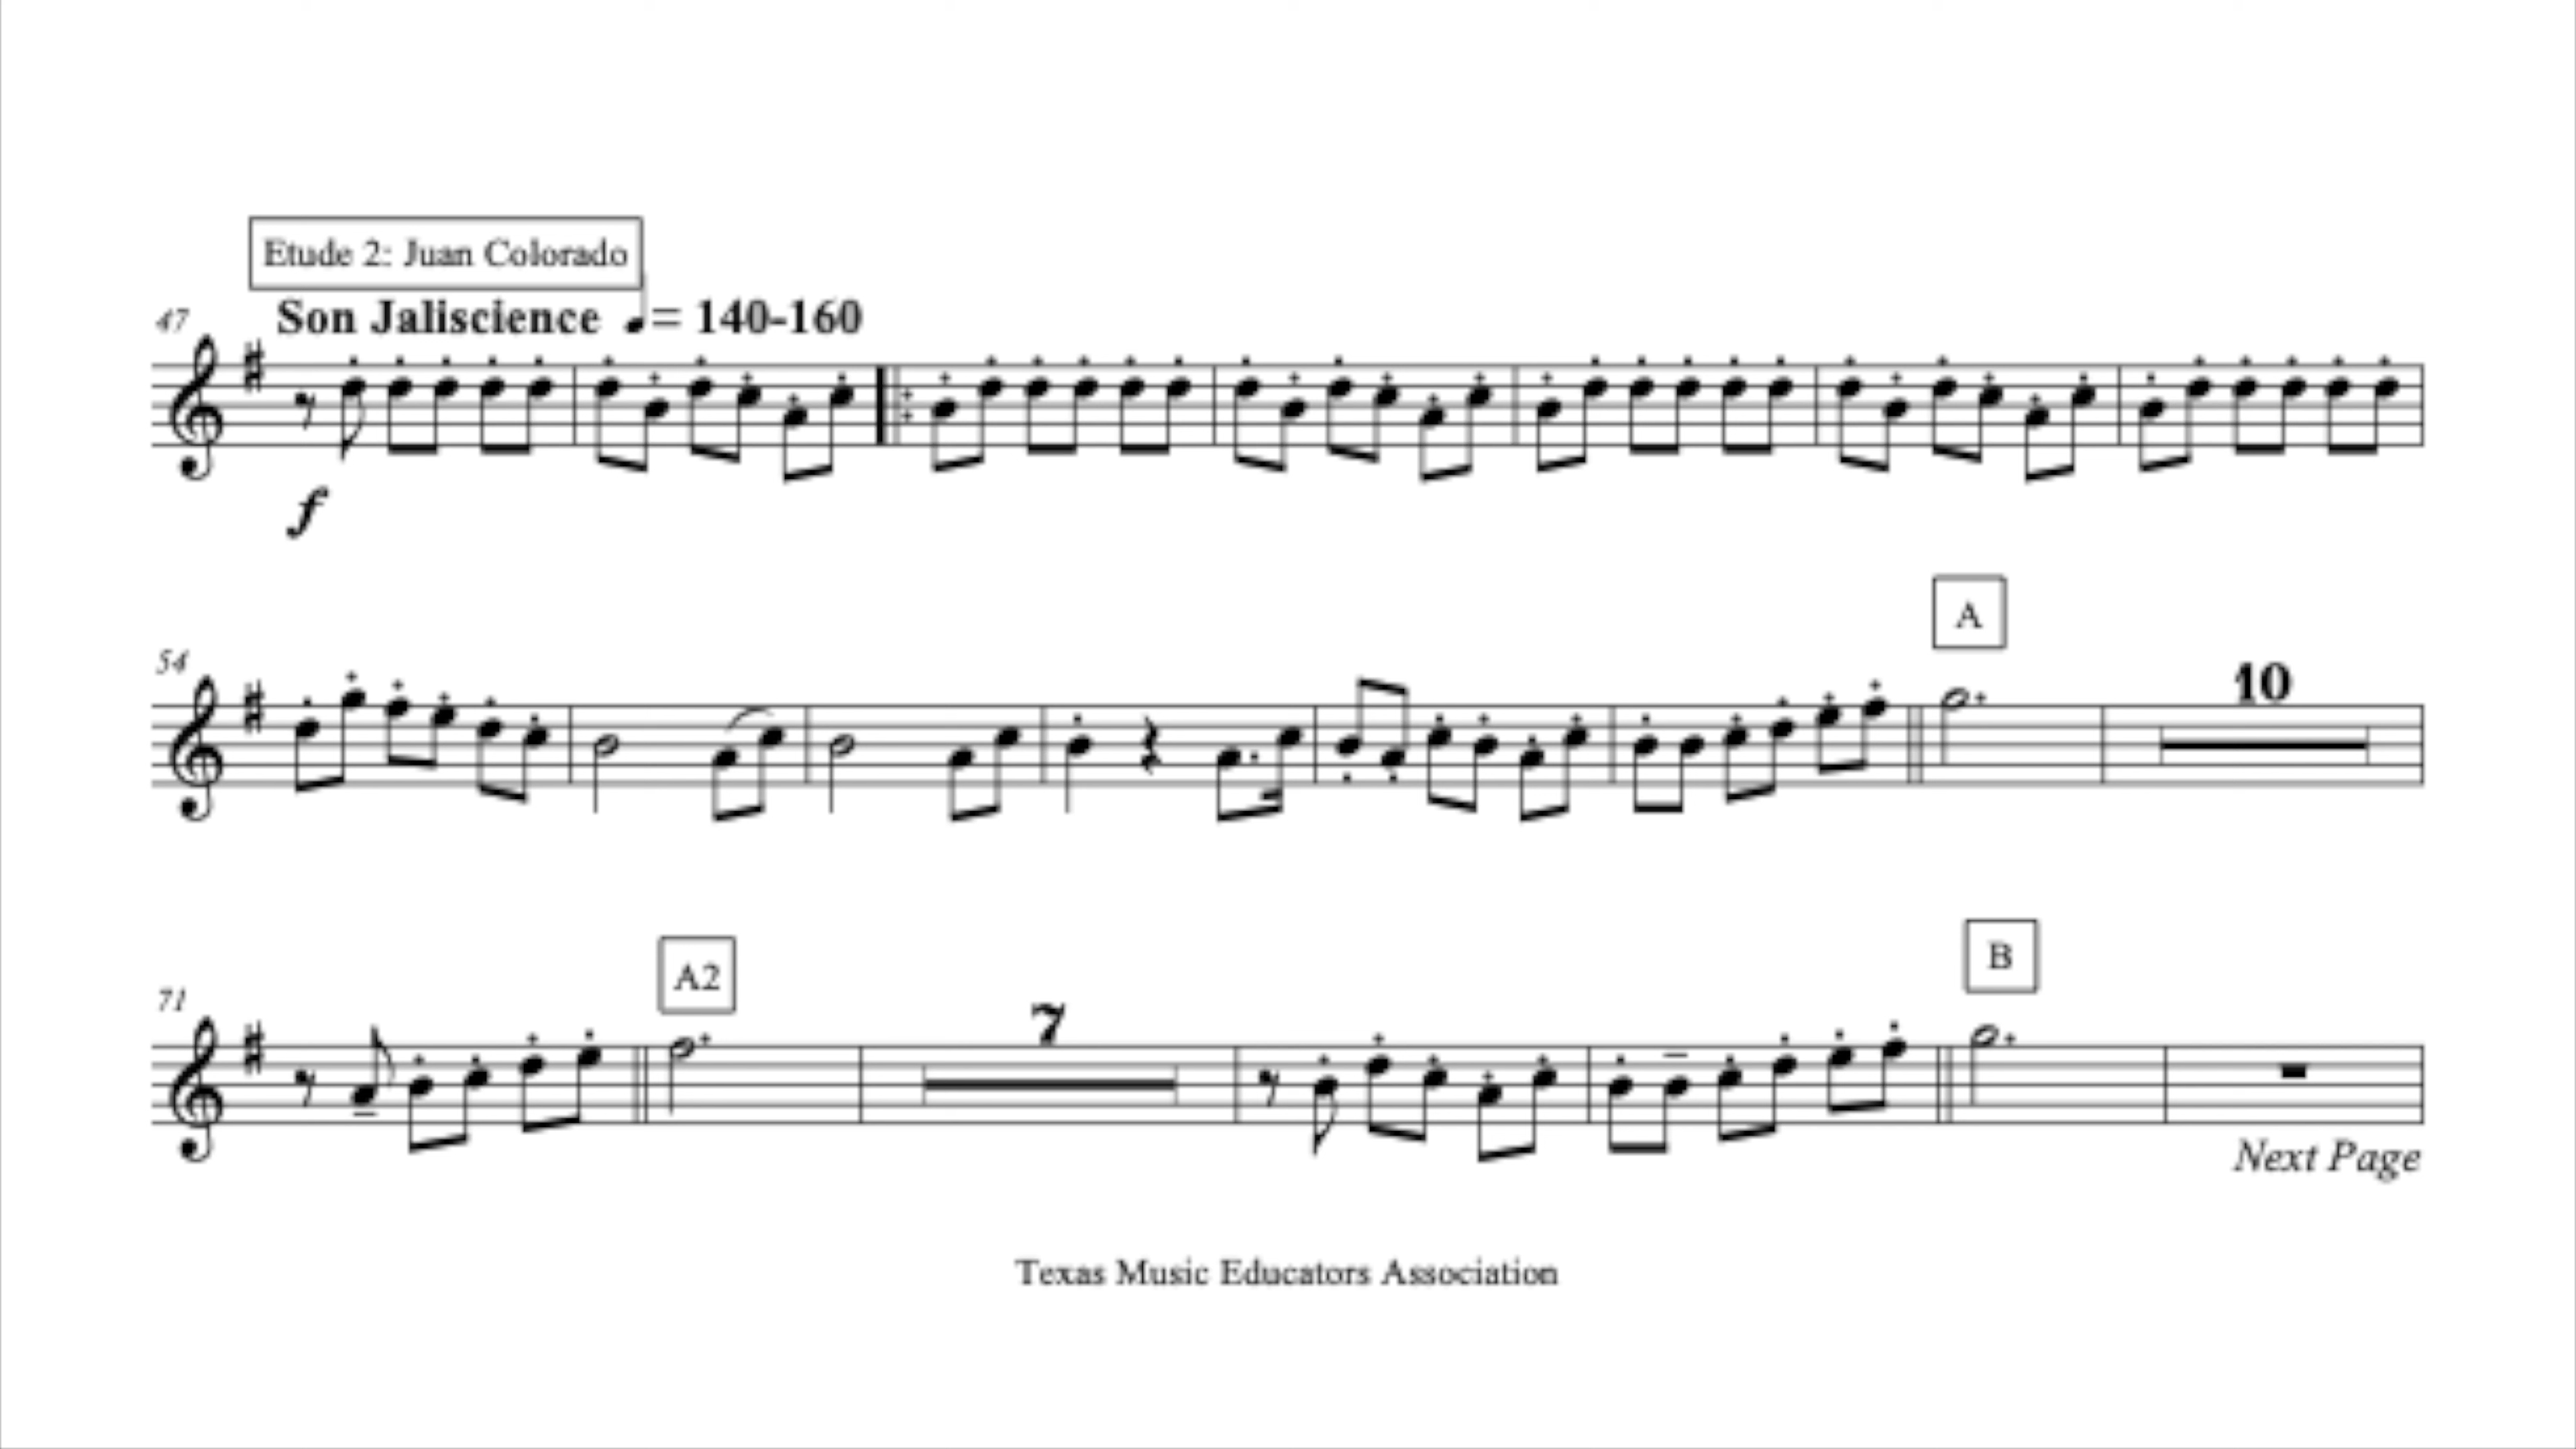 Etude 2: Juan Colorado
Son Jaliscience ♩= 140-160
47
f
A
54
10
A2
B
71
7
Next Page
Texas Music Educators Association